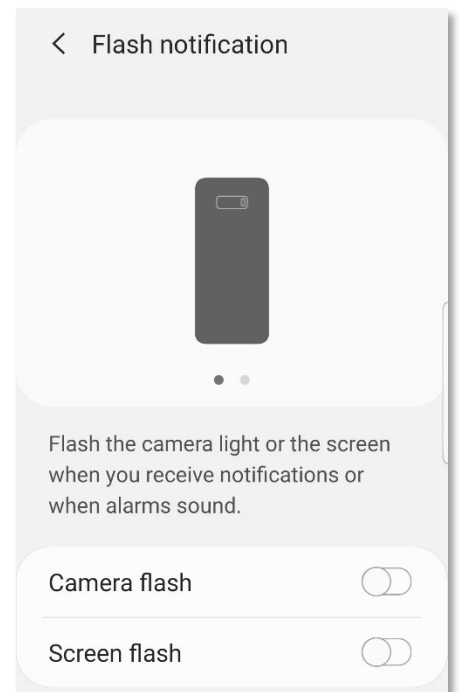 Flash notification
Flash the camera light or the screen
when you receive notifications or
when alarms sound.
Camera flash
Screen flash